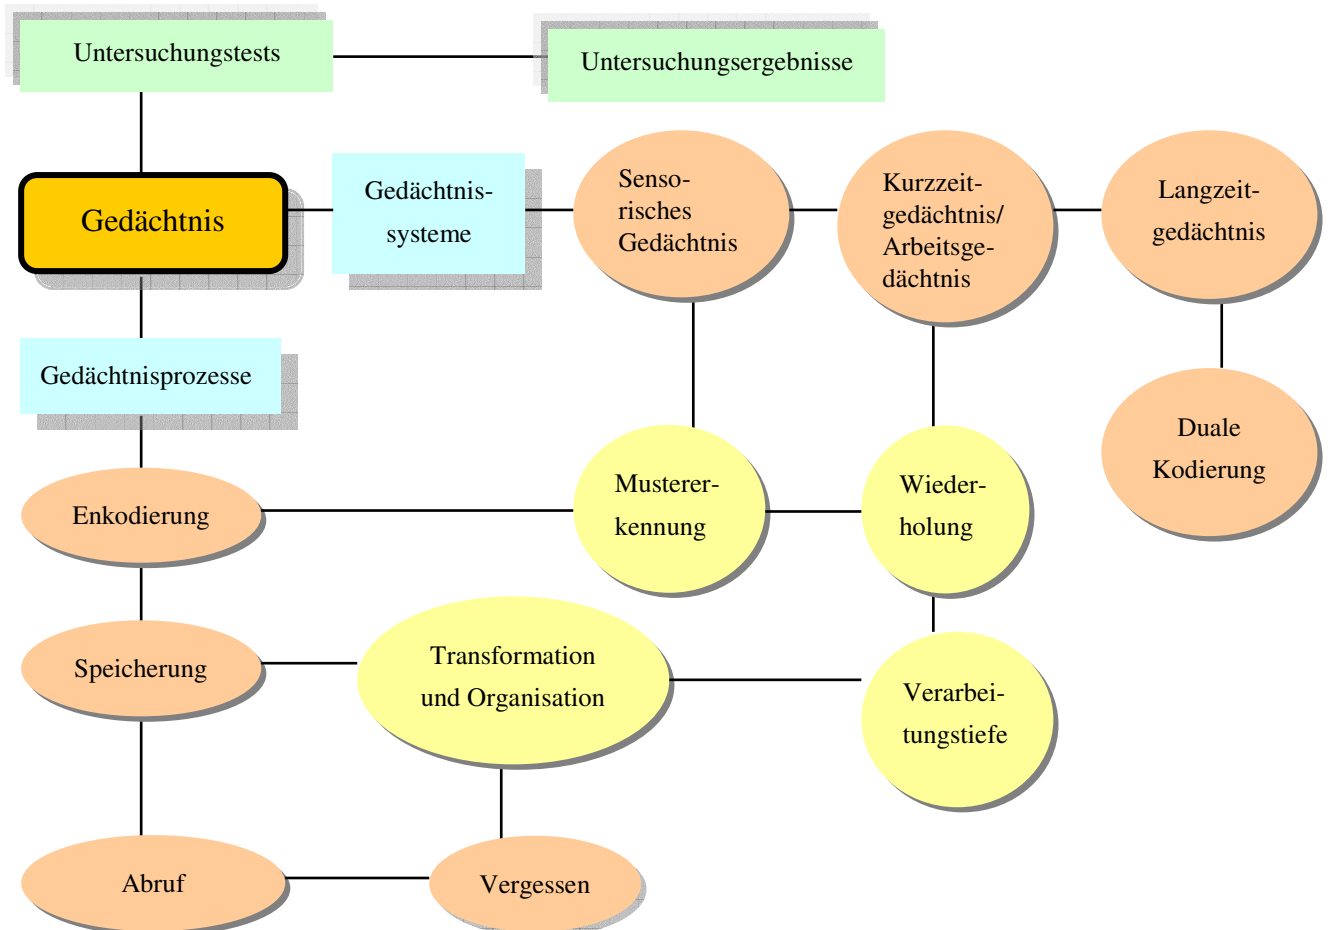 Untersuchungstests
Untersuchungsergebnisse
Gedächtnis
Gedächtnis-
systeme
Senso-
risches
Gedächtnis
Kurzzeit-
gedächtnis/
Arbeitsge-
dächtnis
Langzeit-
gedächtnis
Gedächtnisprozesse
Duale
Kodierung
Enkodierung
Musterer-
kennung
Wieder-
holung
Speicherung
Transformation
und Organisation
Verarbei-
tungstiefe
Abruf
Vergessen